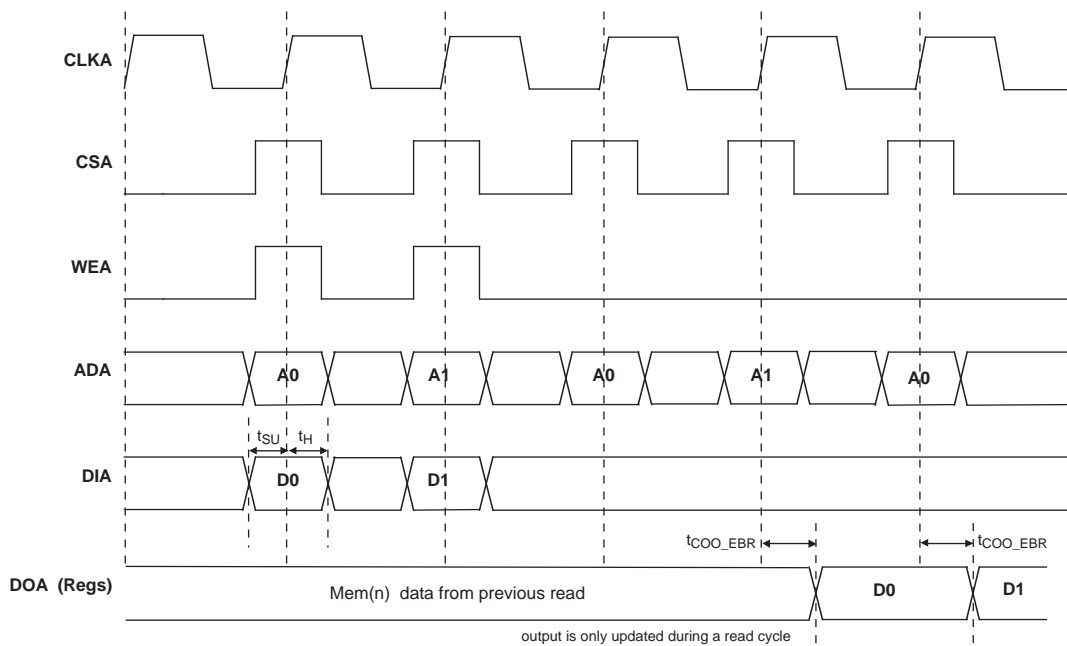 CLKA
CSA
WEA
ADA
A0 A1 A0 A1 A0
tSU tH
DIA
D0 D1
tCOO_EBR tCOO_EBR
DOA (Regs)
Mem(n) data from previous read D0 D1
output is only updated during a read cycle